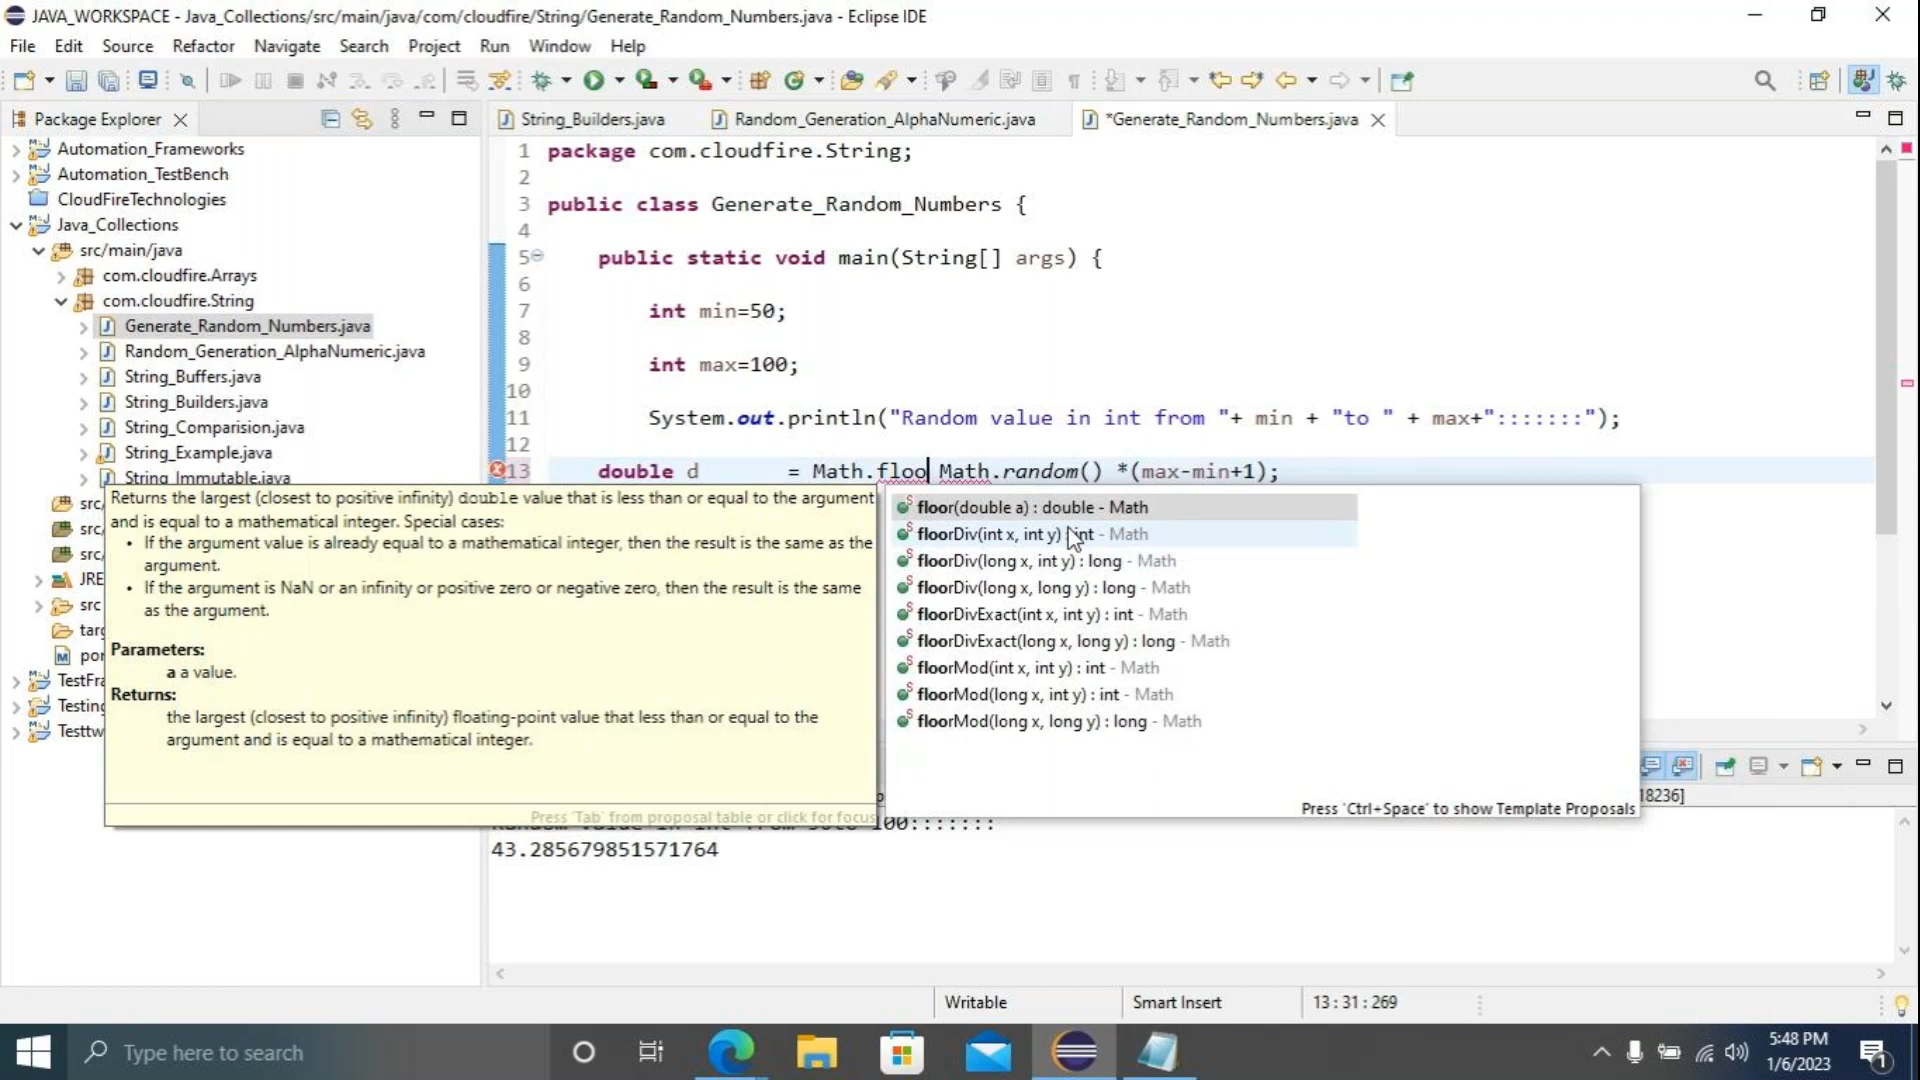 JAVA_WORKSPACE - Java_Collections/src/main/java/com/cloudfire/String/Generate_Random_Numbers.java - Eclipse IDE
File Edit Source Refactor Navigate Search Project Run Window Help
Package Explorer
String_Builders.java
Random_Generation_AlphaNumeric.java
*Generate_Random_Numbers.java
Automation_Frameworks
Automation_TestBench
CloudFireTechnologies
Java_Collections
src/main/java
com.cloudfire.Arrays
com.cloudfire.String
Generate_Random_Numbers.java
Random_Generation_AlphaNumeric.java
String_Buffers.java
String_Builders.java
String_Comparision.java
String_Example.java
String_Immutable.java
src/
src/
src/
JRE
src
targ
por
TestFra
Testing
Testtw
1 package com.cloudfire.String;
2
3 public class Generate_Random_Numbers {
4
5 public static void main(String[] args) {
6
7 int min=50;
8
9 int max=100;
10
11 System.out.println("Random value in int from "+ min + "to " + max+":::::::");
12
13 double d = Math.floo Math.random() *(max-min+1);
Returns the largest (closest to positive infinity) double value that is less than or equal to the argument
and is equal to a mathematical integer. Special cases:
• If the argument value is already equal to a mathematical integer, then the result is the same as the
argument.
• If the argument is NaN or an infinity or positive zero or negative zero, then the result is the same
as the argument.
Parameters:
a a value.
Returns:
the largest (closest to positive infinity) floating-point value that less than or equal to the
argument and is equal to a mathematical integer.
Press 'Tab' from proposal table or click for focus
floor(double a) : double - Math
floorDiv(int x, int y) : int - Math
floorDiv(long x, int y) : long - Math
floorDiv(long x, long y) : long - Math
floorDivExact(int x, int y) : int - Math
floorDivExact(long x, long y) : long - Math
floorMod(int x, int y) : int - Math
floorMod(long x, int y) : int - Math
floorMod(long x, long y) : long - Math
Press 'Ctrl+Space' to show Template Proposals
18236]
100:::::::
43.285679851571764
Writable
Smart Insert
13 : 31 : 269
Type here to search
5:48 PM
1/6/2023
1